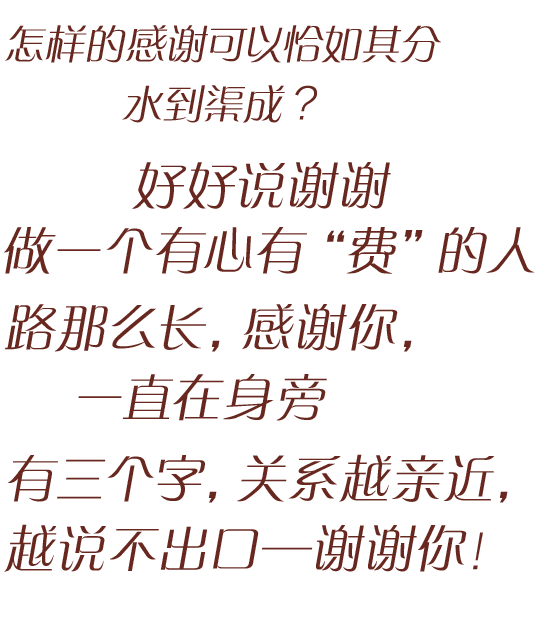 怎样的感谢可以恰如其分
水到渠成？
好好说谢谢
做一个有心有“费”的人
路那么长,感谢你,
一直在身旁
有三个字,关系越亲近,
越说不出口—谢谢你!